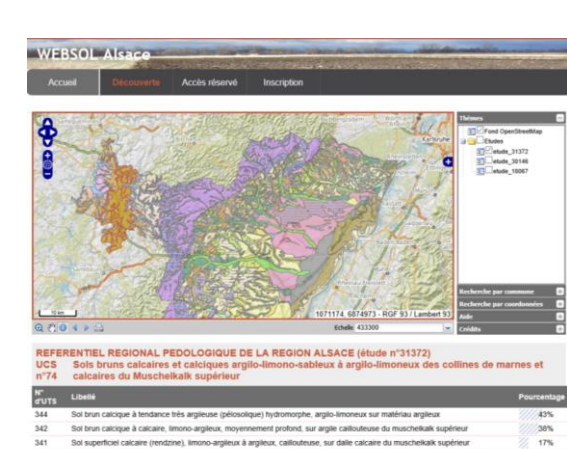 WEBSOL Alsace
Accueil Découverte Accès réservé Inscription
Thèmes
Fond OpenStreetMap
Etudes
etude_31372
etude_30146
etude_10067
Karlsruhe
10 km
1071174, 6874973 - RGF 93 / Lambert 93
Recherche par commune
Recherche par coordonnées
Aide
Crédits
Echelle 433300
REFERENTIEL REGIONAL PEDOLOGIQUE DE LA REGION ALSACE (étude n°31372)
UCS n°74
Sols bruns calcaires et calciques argilo-limono-sableux à argilo-limoneux des collines de marnes et
calcaires du Muschelkalk supérieur
N° d'UTS Libellé Pourcentage
344 Sol brun calcique à tendance très argileuse (pélosolique) hydromorphe, argilo-limoneux sur matériau argileux 43%
342 Sol brun calcique à calcaire, limono-argileux, moyennement profond, sur argile caillouteuse du muschelkalk supérieur 38%
341 Sol superficiel calcaire (rendzine), limono-argileux à argileux, caillouteuse, sur dalle calcaire du muschelkalk supérieur 17%